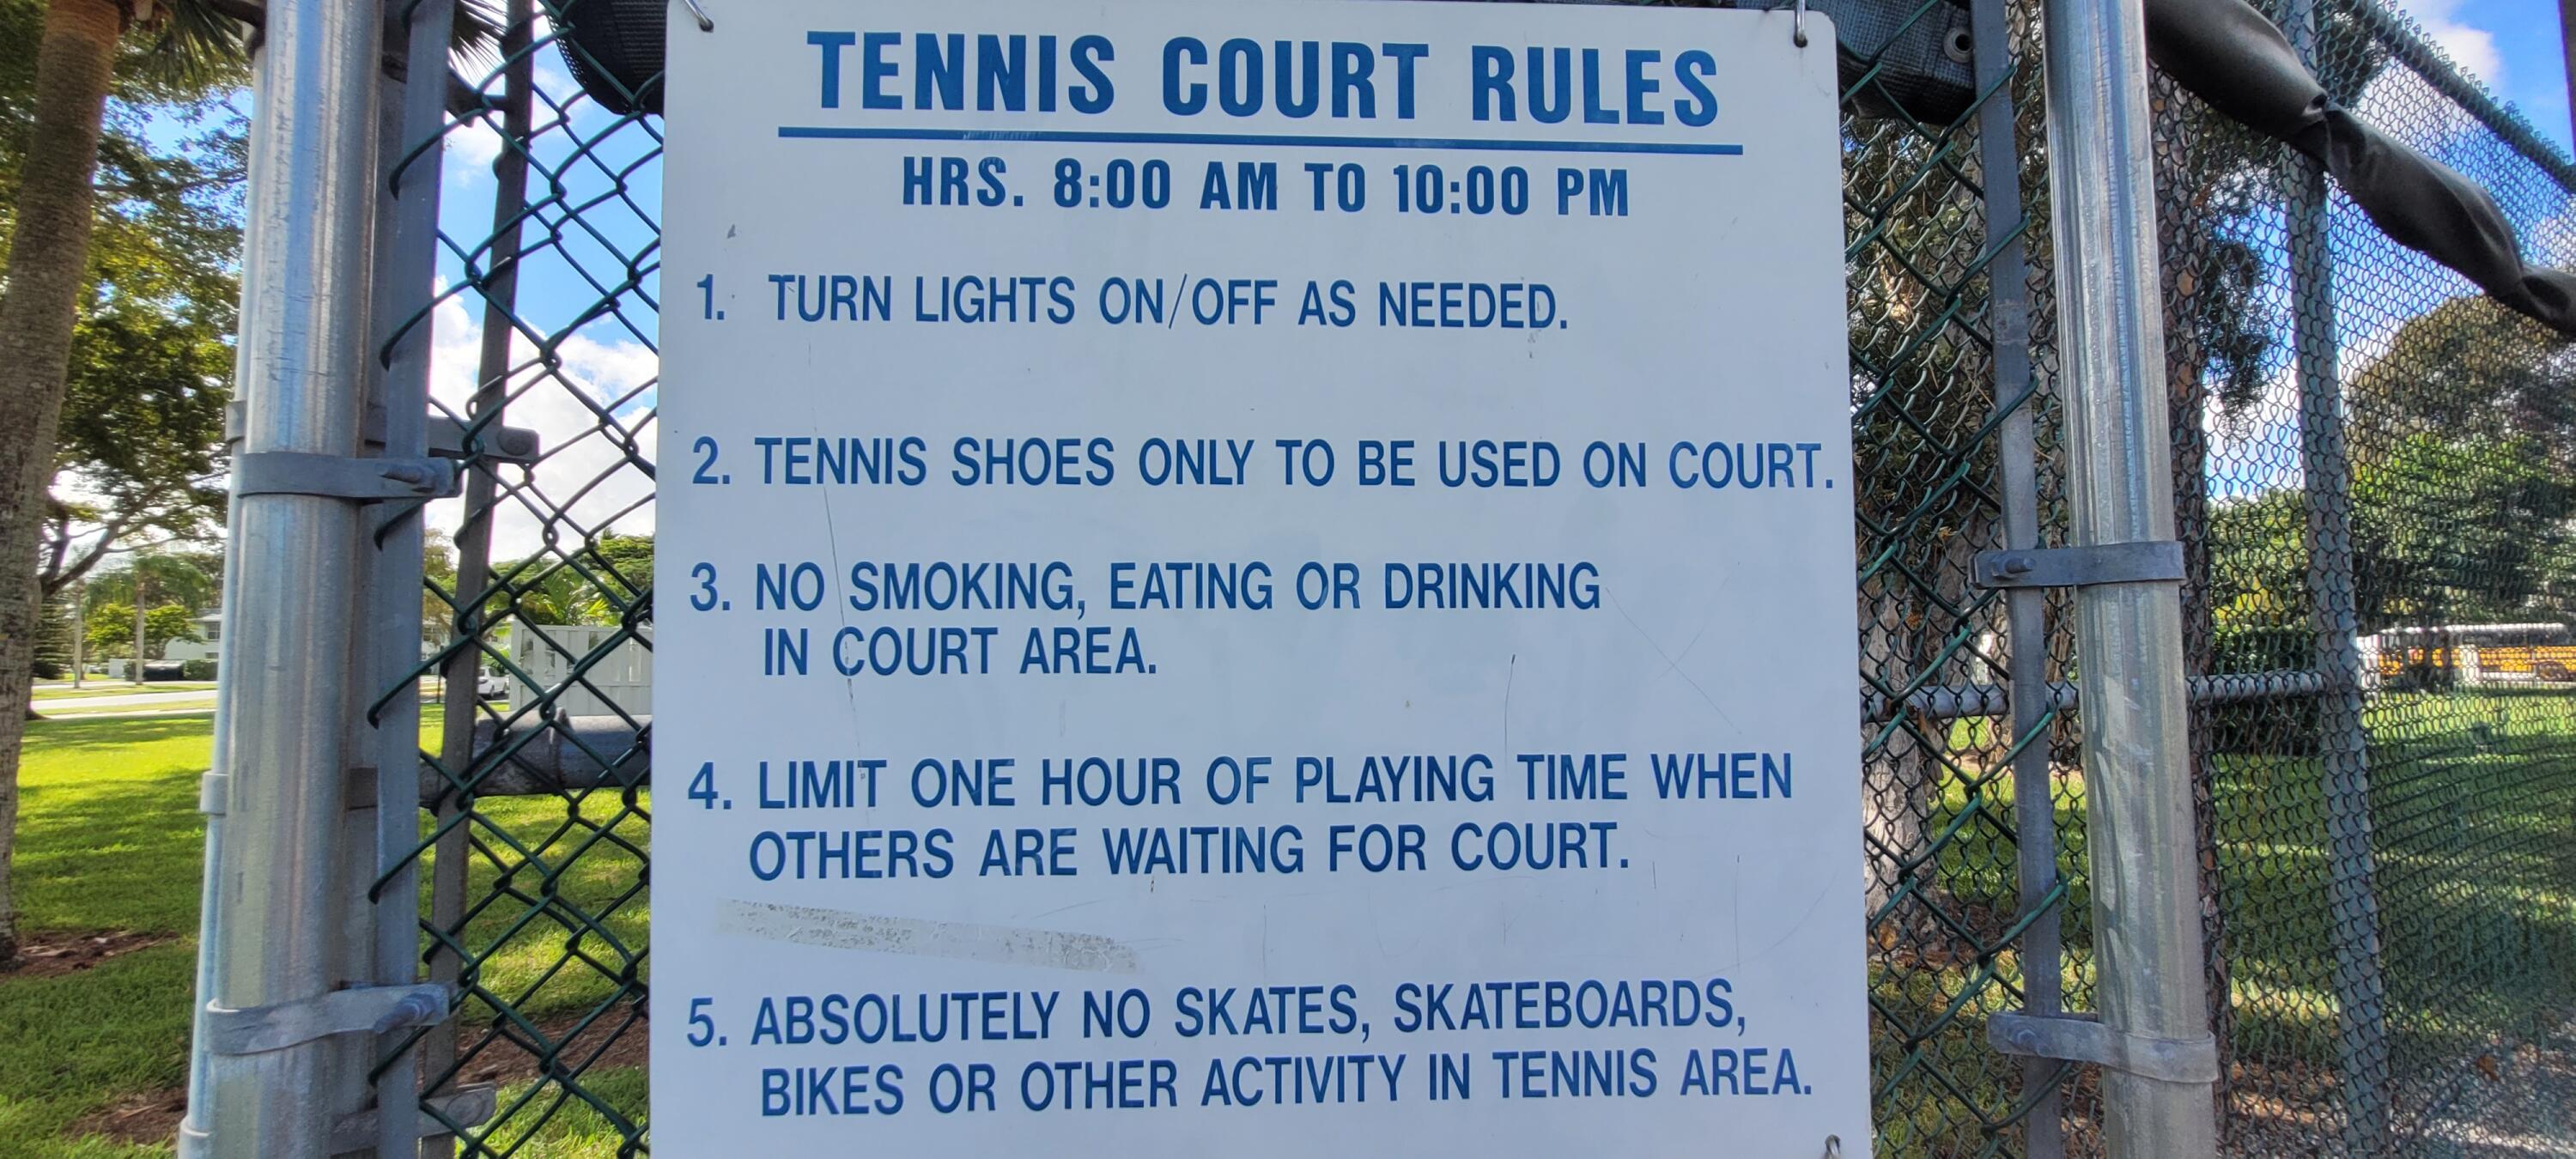 TENNIS COURT RULES
HRS. 8:00 AM TO 10:00 PM
1. TURN LIGHTS ON/OFF AS NEEDED.
2. TENNIS SHOES ONLY TO BE USED ON COURT.
3. NO SMOKING, EATING OR DRINKING
IN COURT AREA.
4. LIMIT ONE HOUR OF PLAYING TIME WHEN
OTHERS ARE WAITING FOR COURT.
5. ABSOLUTELY NO SKATES, SKATEBOARDS,
BIKES OR OTHER ACTIVITY IN TENNIS AREA.